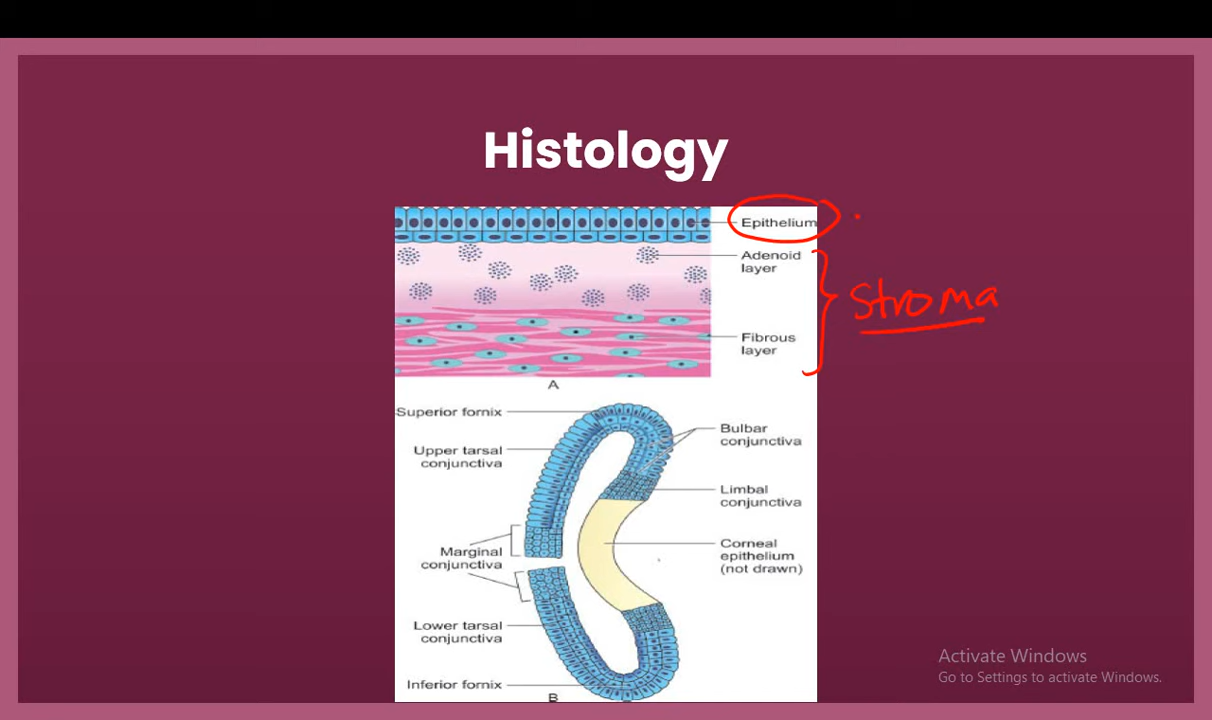 Histology
Epithelium
Adenoid
layer
Stroma
Fibrous
layer
A
Superior fornix
Bulbar
conjunctiva
Upper tarsal
conjunctiva
Limbal
conjunctiva
Corneal
epithelium
(not drawn)
Marginal
conjunctiva
Lower tarsal
conjunctiva
Inferior fornix
B
Activate Windows
Go to Settings to activate Windows.